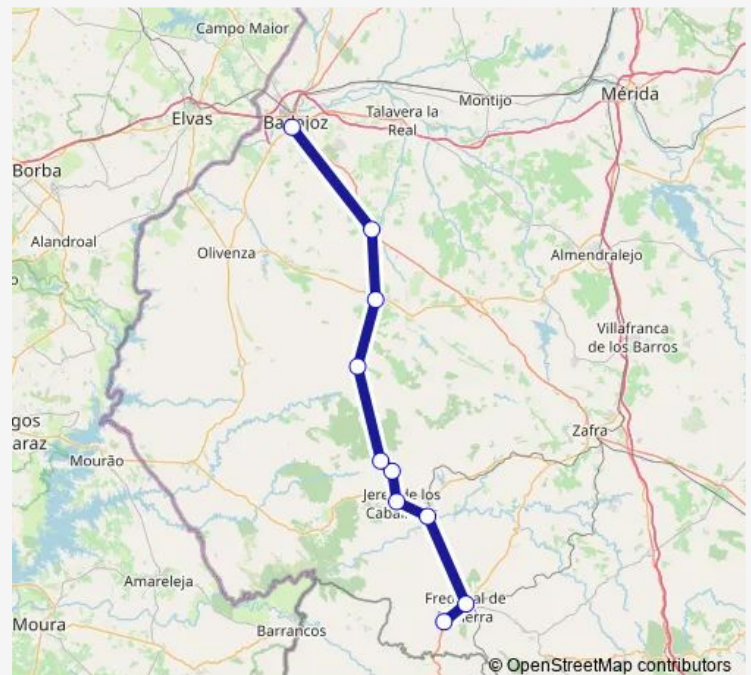 Campo Maior
Elvas
Talavera la
Real
Montijo
Mérida
Borba
Alandroal
Olivenza
Almendralejo
Villafranca
de los Barros
Zafra
Mourão
Amareleja
Barrancos
Moura
© OpenStreetMap contributors